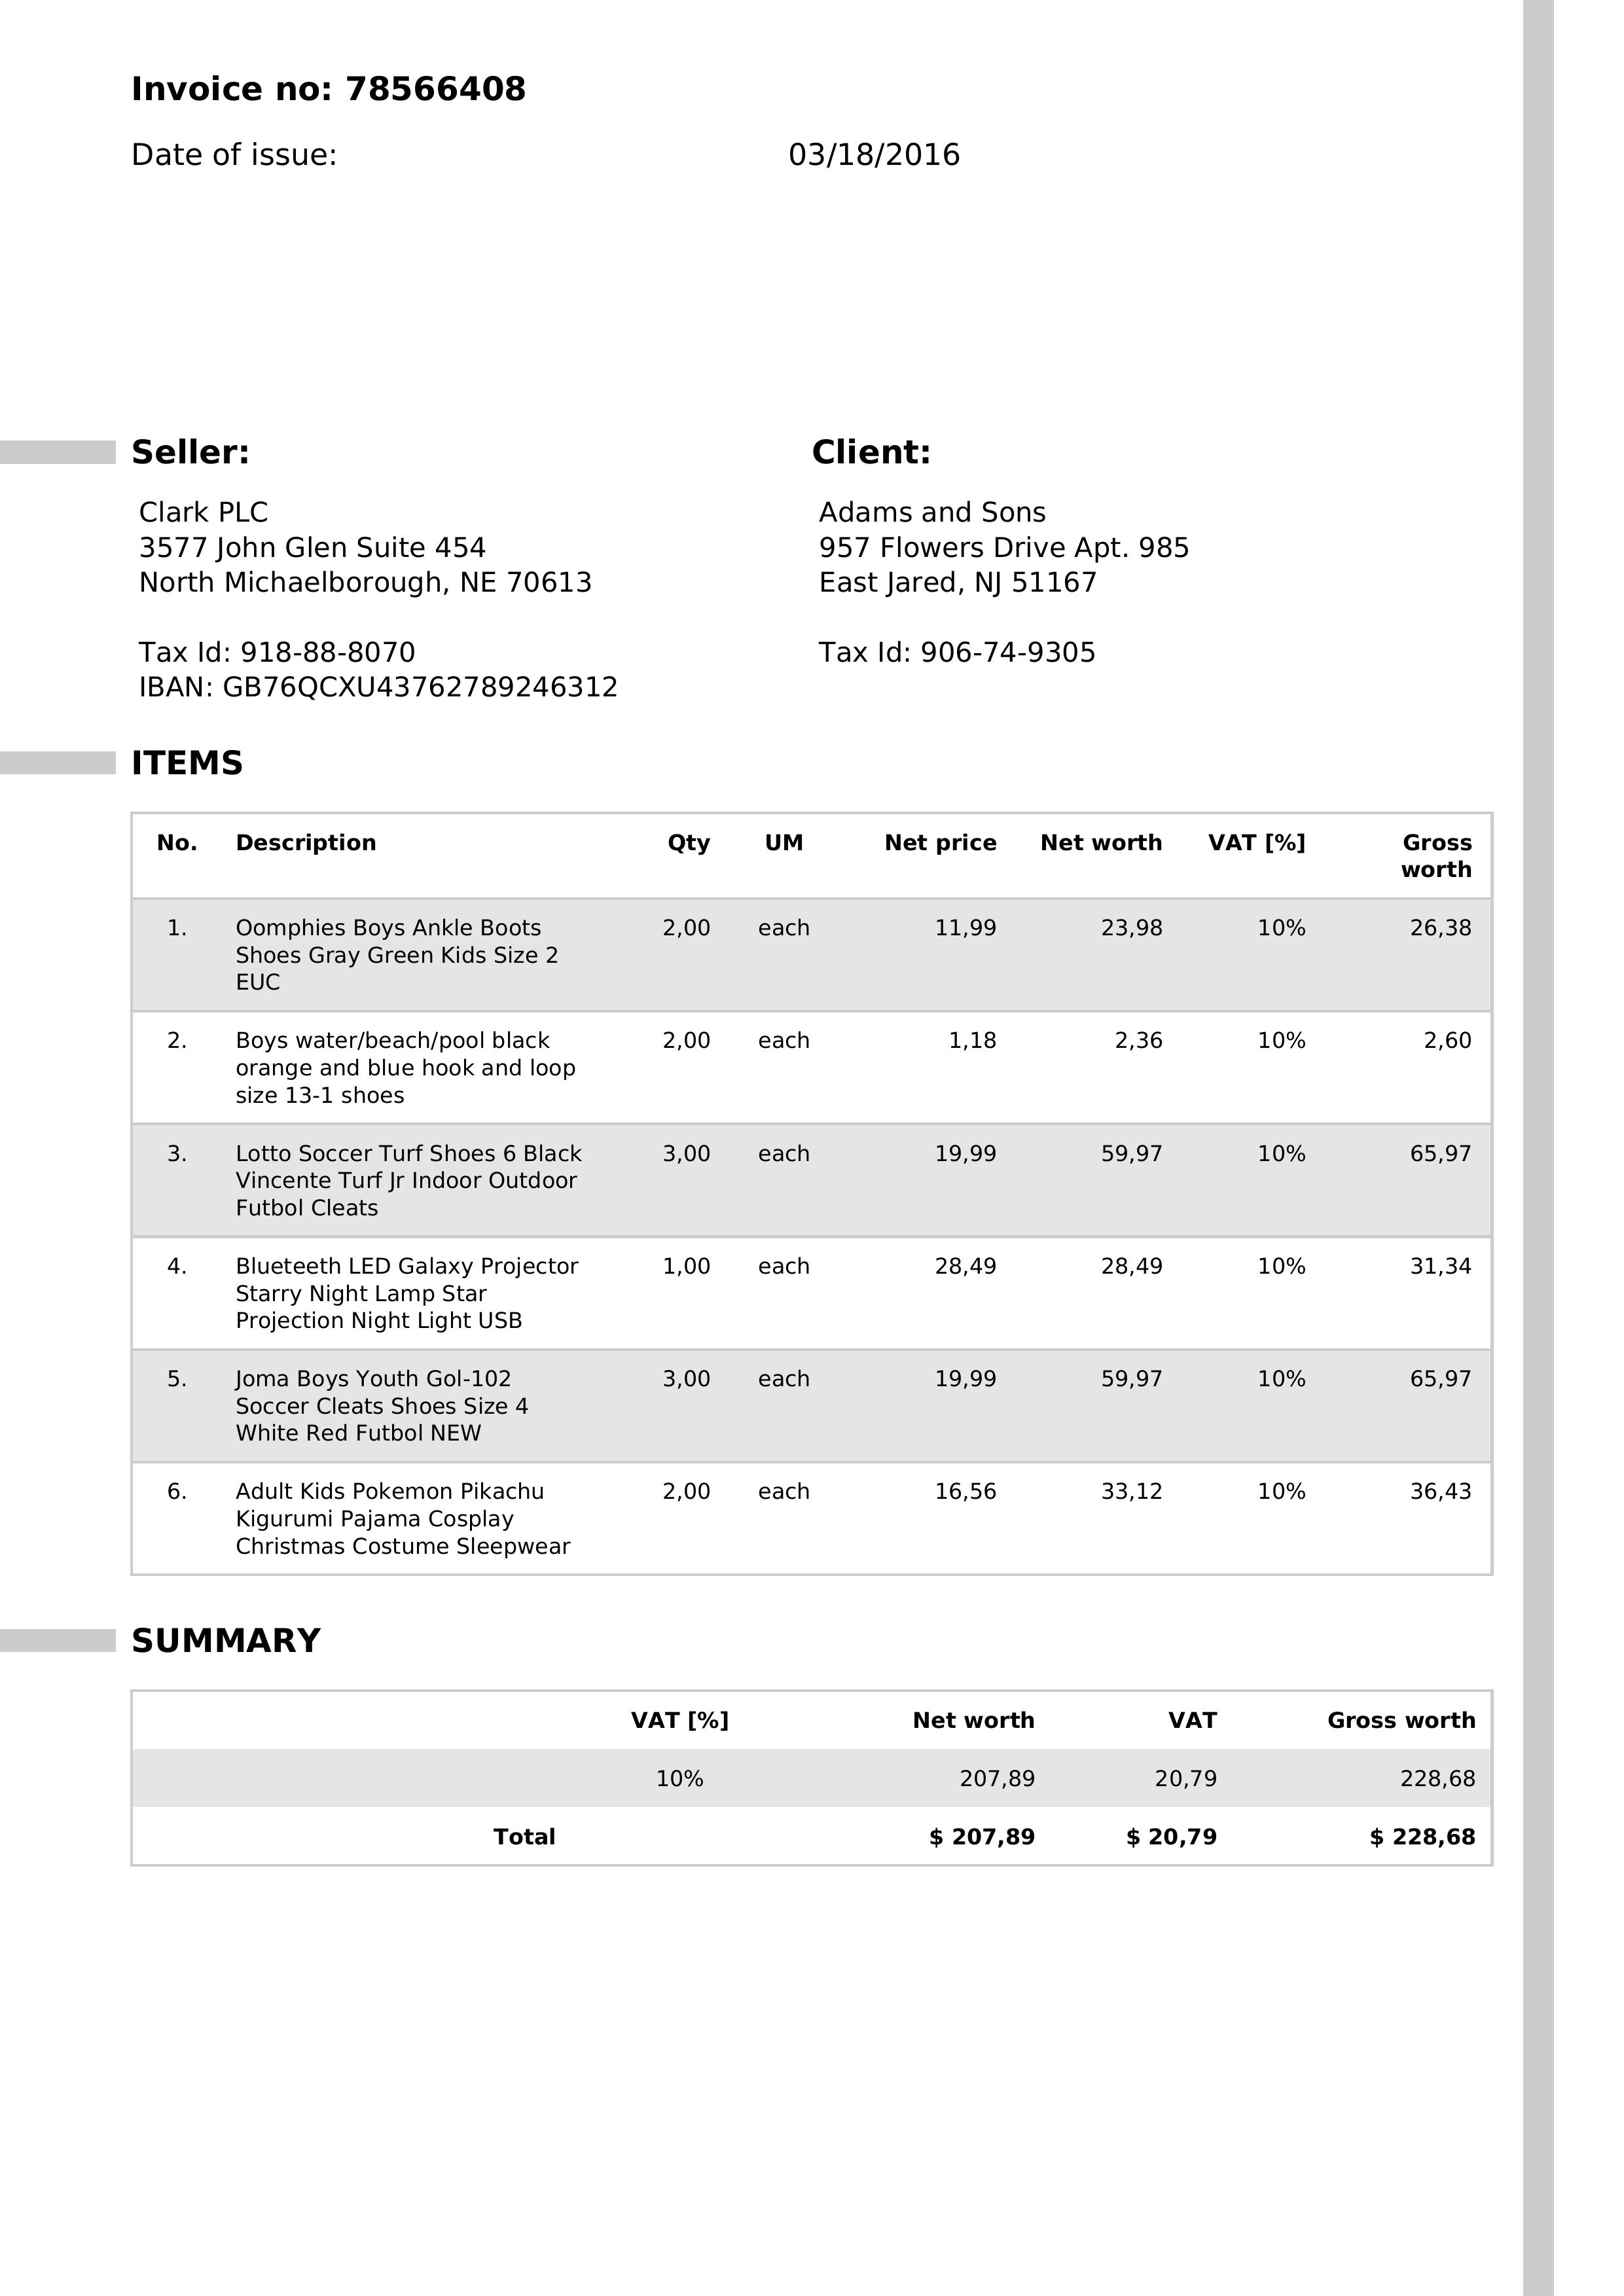 Invoice no: 78566408
Date of issue: 03/18/2016
Seller:
Clark PLC
3577 John Glen Suite 454
North Michaelborough, NE 70613
Tax Id: 918-88-8070
IBAN: GB76QCXU43762789246312
Client:
Adams and Sons
957 Flowers Drive Apt. 985
East Jared, NJ 51167
Tax Id: 906-74-9305
ITEMS
No. Description Qty UM Net price Net worth VAT [%] Gross
worth
1. Oomphies Boys Ankle Boots 2,00 each 11,99 23,98 10% 26,38
Shoes Gray Green Kids Size 2
EUC
2. Boys water/beach/pool black 2,00 each 1,18 2,36 10% 2,60
orange and blue hook and loop
size 13-1 shoes
3. Lotto Soccer Turf Shoes 6 Black 3,00 each 19,99 59,97 10% 65,97
Vincente Turf Jr Indoor Outdoor
Futbol Cleats
4. Blueteeth LED Galaxy Projector 1,00 each 28,49 28,49 10% 31,34
Starry Night Lamp Star
Projection Night Light USB
5. Joma Boys Youth Gol-102 3,00 each 19,99 59,97 10% 65,97
Soccer Cleats Shoes Size 4
White Red Futbol NEW
6. Adult Kids Pokemon Pikachu 2,00 each 16,56 33,12 10% 36,43
Kigurumi Pajama Cosplay
Christmas Costume Sleepwear
SUMMARY
VAT [%] Net worth VAT Gross worth
10% 207,89 20,79 228,68
Total $ 207,89 $ 20,79 $ 228,68